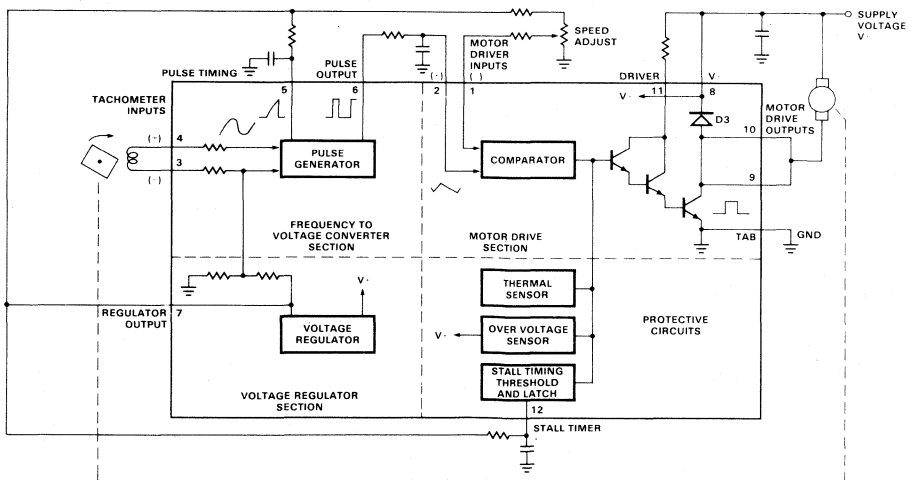 SUPPLY
VOLTAGE
V·
SPEED
ADJUST
MOTOR
DRIVER
INPUTS
PULSE
OUTPUT
PULSE TIMING
(-)
( )
DRIVER
V·
5
6
2
1
11
8
TACHOMETER
INPUTS
V·
MOTOR
DRIVE
OUTPUTS
D3
10
(+)
4
3
(-)
PULSE
GENERATOR
COMPARATOR
9
FREQUENCY TO
VOLTAGE CONVERTER
SECTION
MOTOR DRIVE
SECTION
TAB
GND
V·
THERMAL
SENSOR
REGULATOR
OUTPUT
7
VOLTAGE
REGULATOR
V·
OVER VOLTAGE
SENSOR
PROTECTIVE
CIRCUITS
STALL TIMING
THRESHOLD
AND LATCH
VOLTAGE REGULATOR
SECTION
12
STALL TIMER